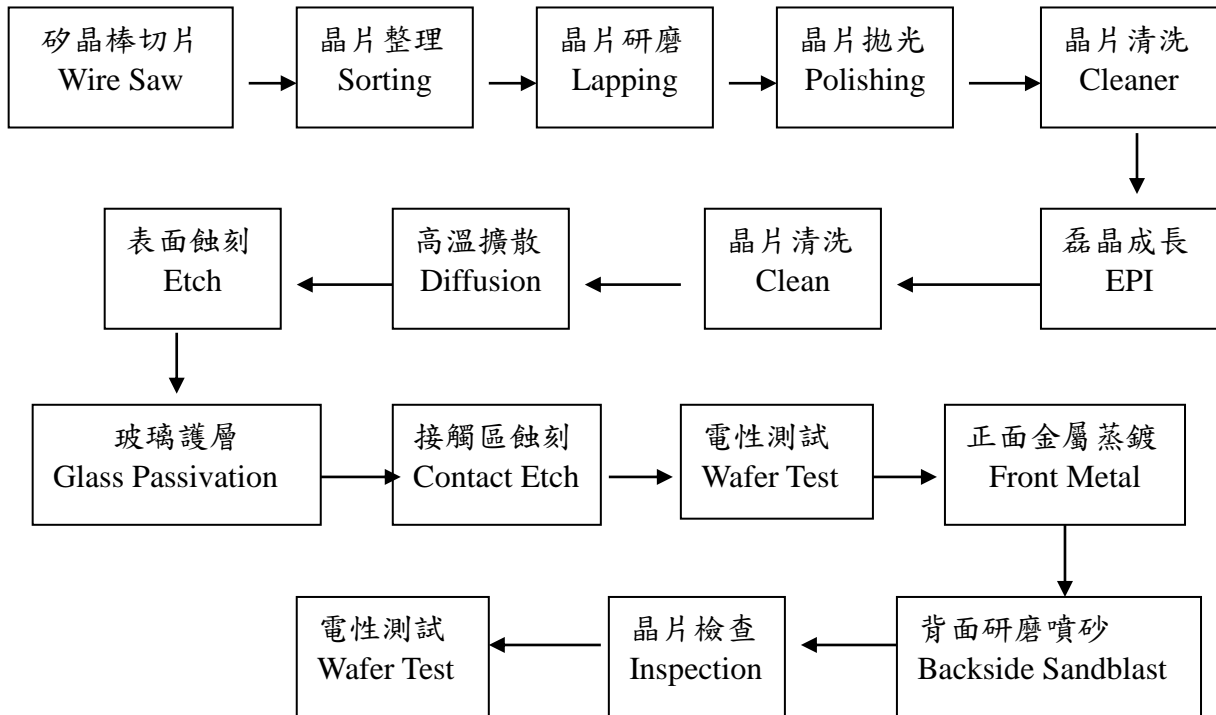 矽晶棒切片
Wire Saw
晶片整理
Sorting
晶片研磨
Lapping
晶片拋光
Polishing
晶片清洗
Cleaner
磊晶成長
EPI
晶片清洗
Clean
高溫擴散
Diffusion
表面蝕刻
Etch
玻璃護層
Glass Passivation
接觸區蝕刻
Contact Etch
電性測試
Wafer Test
正面金屬蒸鍍
Front Metal
背面研磨噴砂
Backside Sandblast
晶片檢查
Inspection
電性測試
Wafer Test